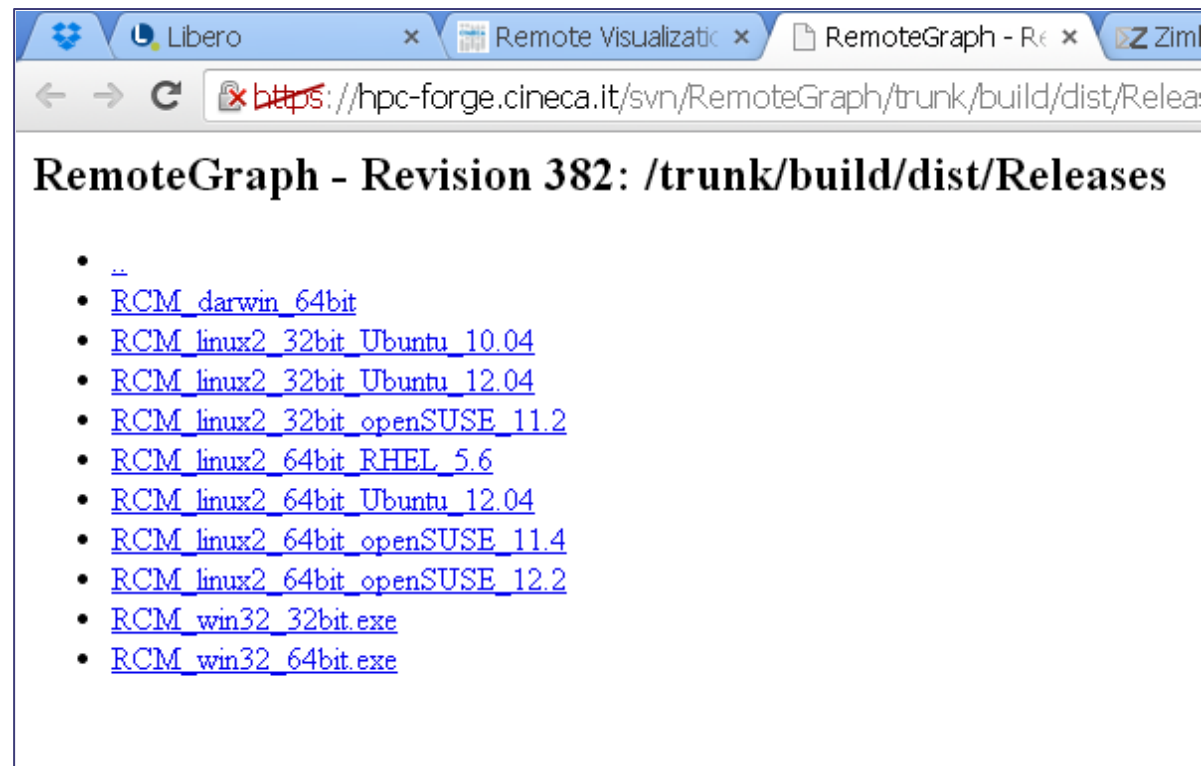 Libero
Remote Visualizatic
RemoteGraph - Re
Ziml
https://hpc-forge.cineca.it/svn/RemoteGraph/trunk/build/dist/Releas
RemoteGraph - Revision 382: /trunk/build/dist/Releases
..
RCM_darwin_64bit
RCM_linux2_32bit_Ubuntu_10.04
RCM_linux2_32bit_Ubuntu_12.04
RCM_linux2_32bit_openSUSE_11.2
RCM_linux2_64bit_RHEL_5.6
RCM_linux2_64bit_Ubuntu_12.04
RCM_linux2_64bit_openSUSE_11.4
RCM_linux2_64bit_openSUSE_12.2
RCM_win32_32bit.exe
RCM_win32_64bit.exe